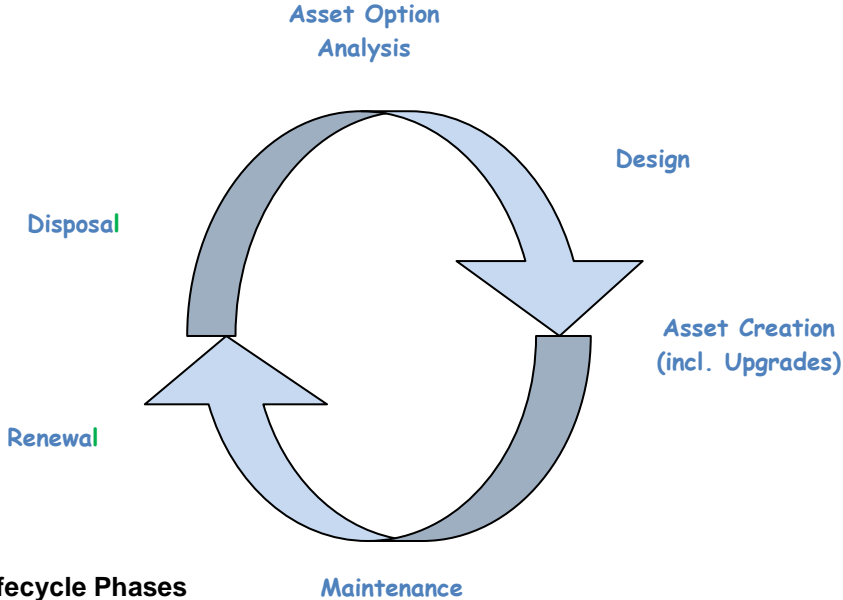 Asset Option
Analysis
Design
Disposal
Asset Creation
(incl. Upgrades)
Renewal
fecycle Phases
Maintenance